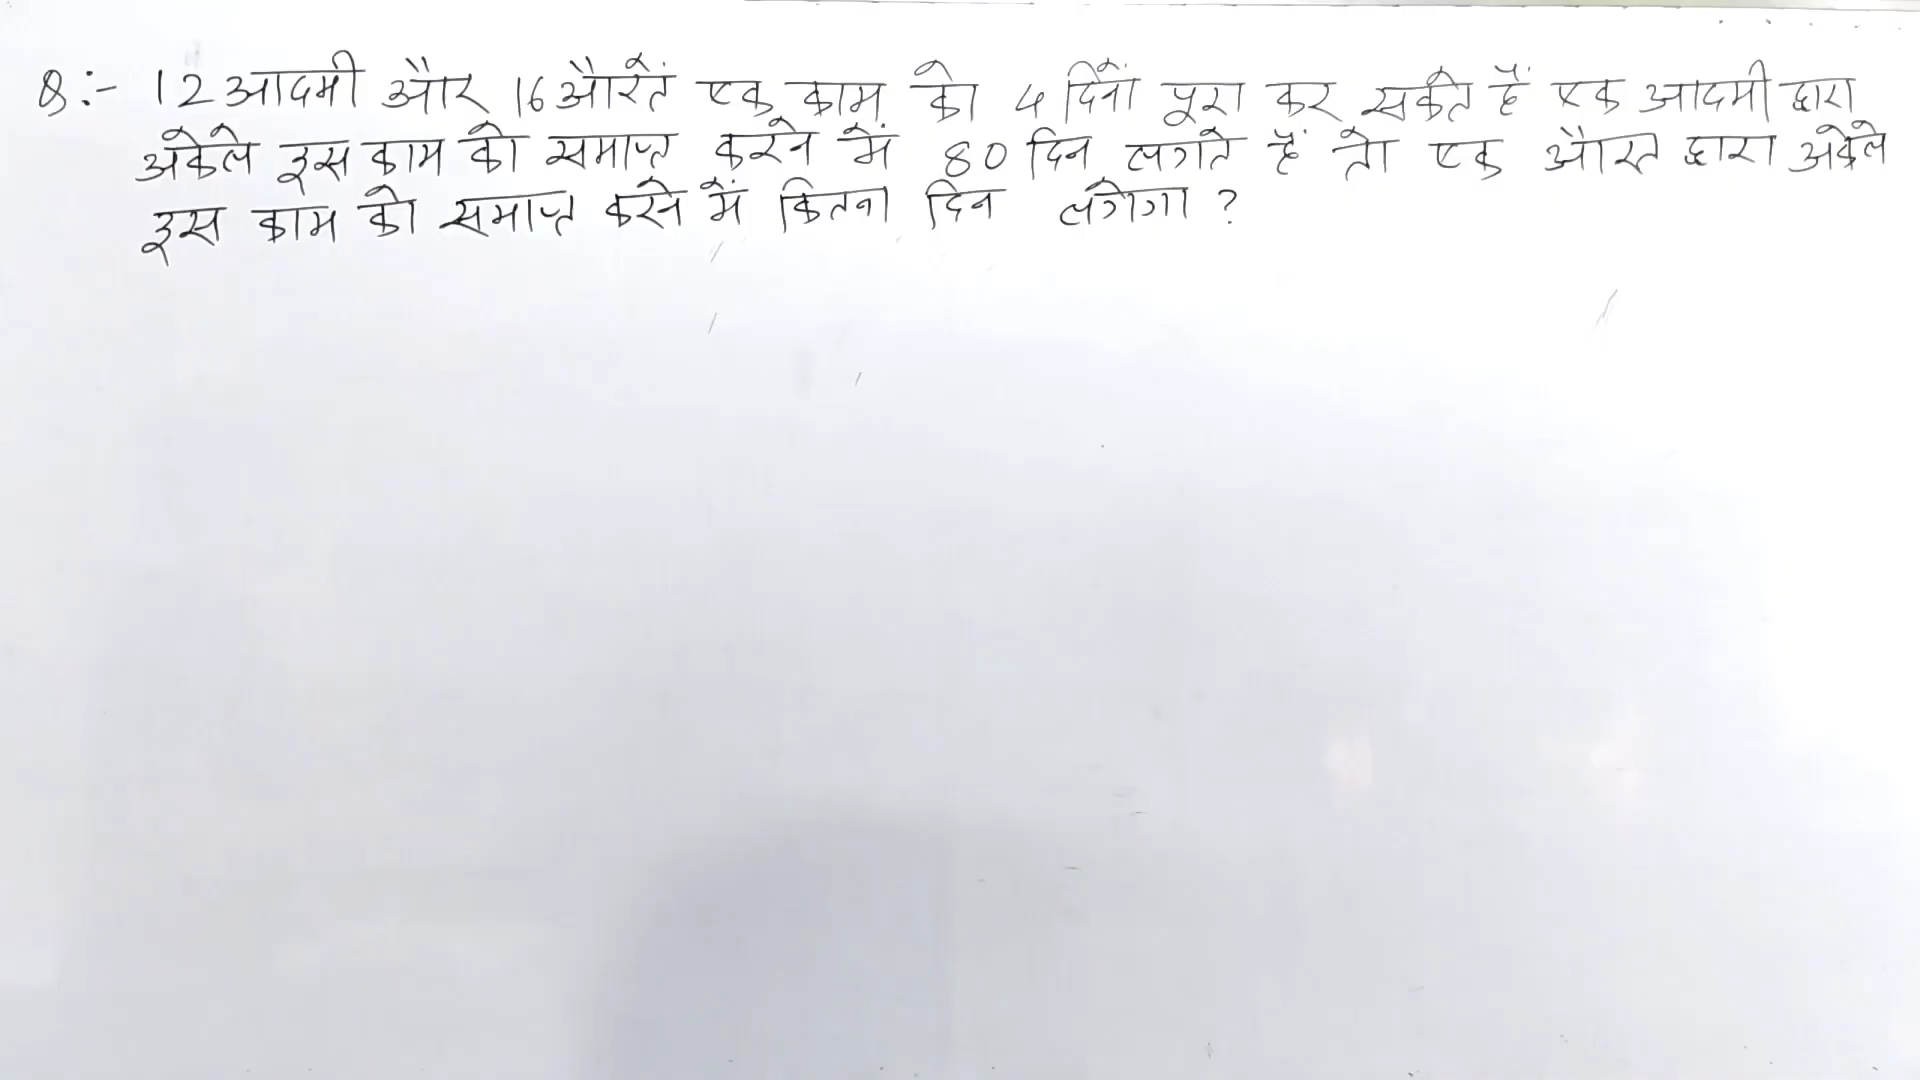 Q:- 12 आदमी और 16 औरतें एक काम को 4 दिनों पूरा कर सकते हैं एक आदमी द्वारा
अकेले इस काम को समाप्त करने में 80 दिन लगते हैं तो एक औरत द्वारा अकेले
इस काम को समाप्त करने में कितना दिन लगेगा ?